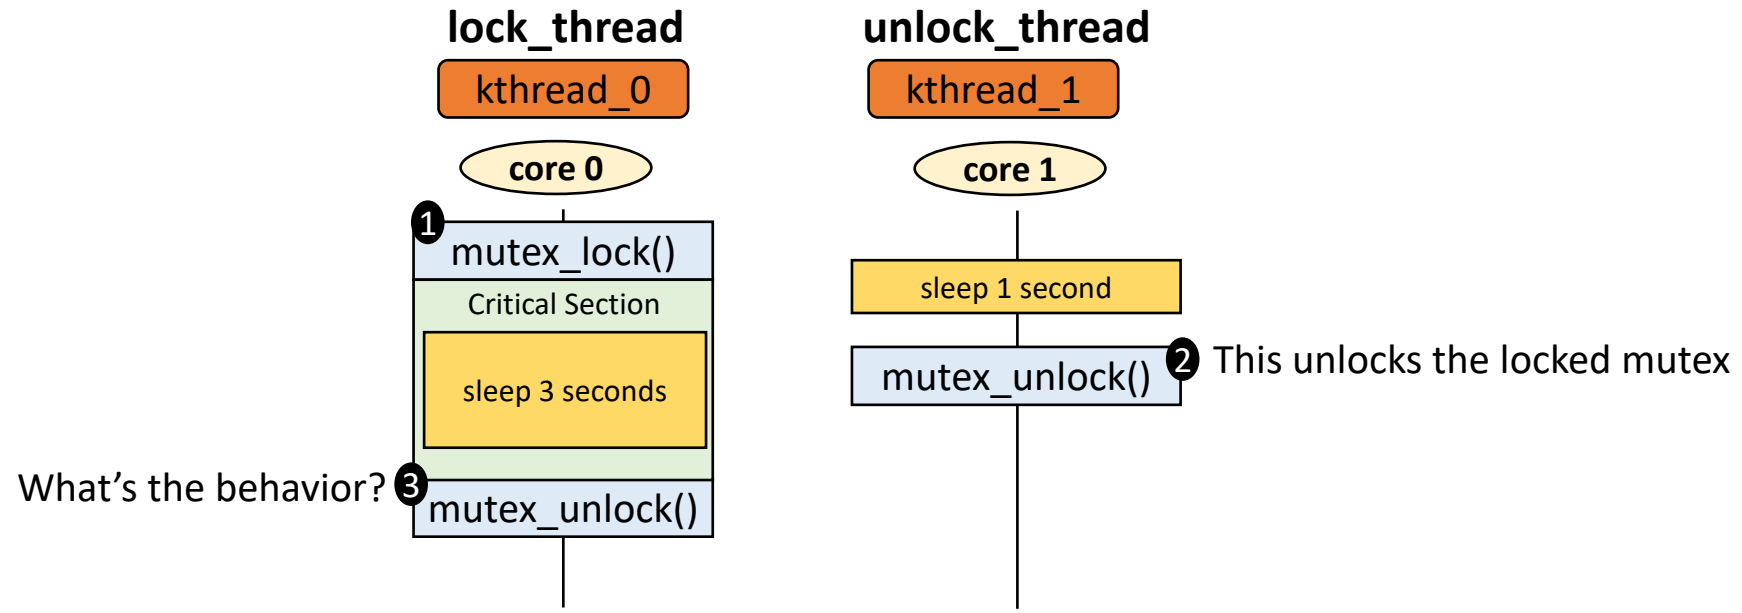 lock_thread
unlock_thread
kthread_0
kthread_1
core 0
core 1
1
mutex_lock()
Critical Section
sleep 1 second
sleep 3 seconds
mutex_unlock()
2
This unlocks the locked mutex
What’s the behavior?
3
mutex_unlock()